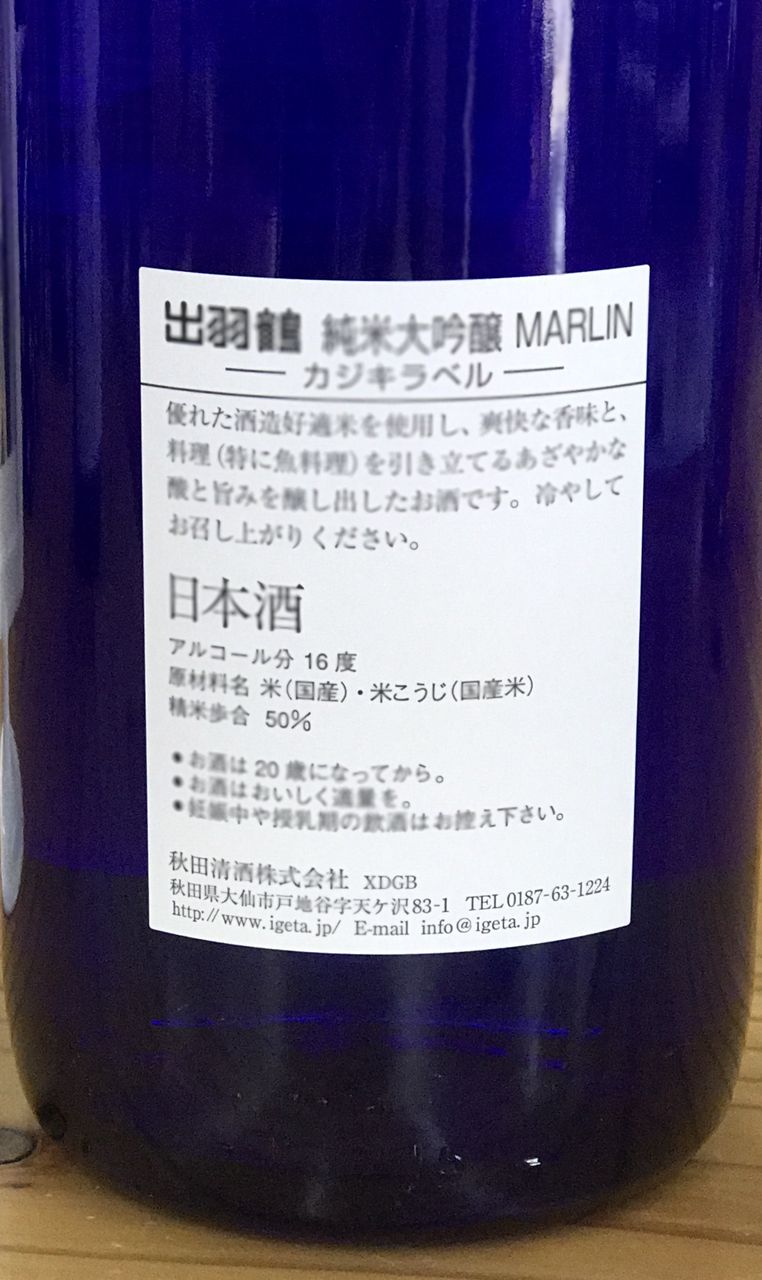 出羽鶴 純米大吟醸 MARLIN
カジキラベル
優れた酒造好適米を使用し、爽快な香味と、
料理(特に魚料理)を引き立てるあざやかな
酸と旨みを醸し出したお酒です。冷やして
お召し上がりください。
日本酒
アルコール分 16度
原材料名 米(国産)・米こうじ(国産米)
精米歩合 50%
●お酒は20歳になってから。
●お酒はおいしく適量を。
●妊娠中や授乳期の飲酒はお控え下さい。
秋田清酒株式会社 XDGB
秋田県大仙市戸地谷字天ケ沢83-1 TEL0187-63-1224
http://www.igeta.jp/ E-mail info@igeta.jp